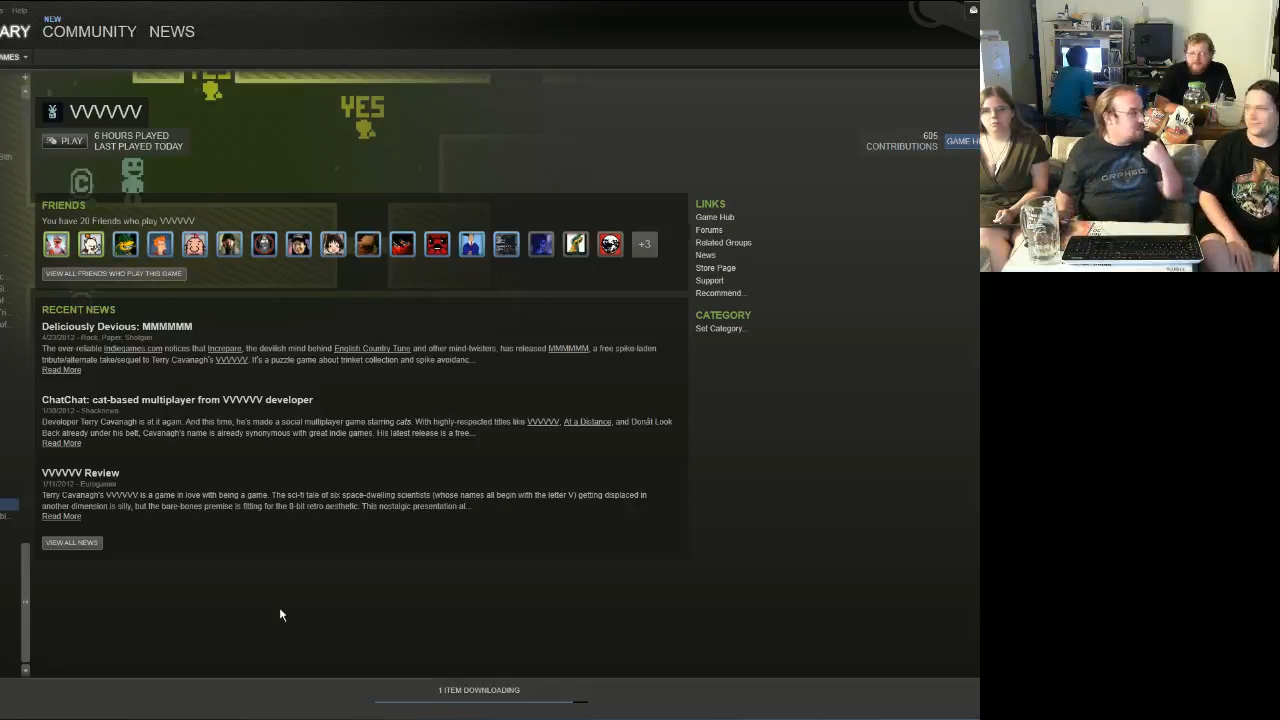 Help
NEW
ARY COMMUNITY NEWS
AMES
YES
YES
VVVVVV
PLAY
6 HOURS PLAYED
LAST PLAYED TODAY
605
CONTRIBUTIONS
GAME H
C
FRIENDS
You have 20 Friends who play VVVVVV
+3
VIEW ALL FRIENDS WHO PLAY THIS GAME
LINKS
Game Hub
Forums
Related Groups
News
Store Page
Support
Recommend...
CATEGORY
Set Category...
RECENT NEWS
Deliciously Devious: MMMMMM
4/23/2012 - Rock, Paper, Shotgun
The ever-reliable Indiegames.com notices that Increpare, the devilish mind behind English Country Tune and other mind-twisters, has released MMMMMM, a free spike-laden
tribute/alternate take/sequel to Terry Cavanagh's VVVVVV. It's a puzzle game about trinket collection and spike avoidanc...
Read More
ChatChat: cat-based multiplayer from VVVVVV developer
1/30/2012 - Shacknews
Developer Terry Cavanagh is at it again. And this time, he's made a social multiplayer game starring cats. With highly-respected titles like VVVVVV, At a Distance, and Donât Look
Back already under his belt, Cavanagh's name is already synonymous with great indie games. His latest release is a free...
Read More
VVVVVV Review
1/11/2012 - Eurogamer
Terry Cavanagh's VVVVVV is a game in love with being a game. The sci-fi tale of six space-dwelling scientists (whose names all begin with the letter V) getting displaced in
another dimension is silly, but the bare-bones premise is fitting for the 8-bit retro aesthetic. This nostalgic presentation al...
Read More
VIEW ALL NEWS
1 ITEM DOWNLOADING